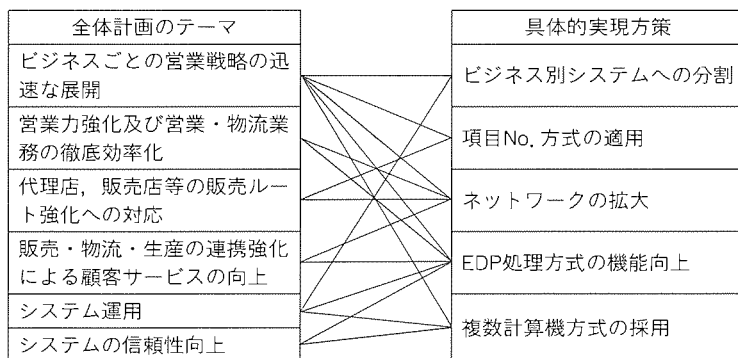 全体計画のテーマ
ビジネスごとの営業戦略の迅
速な展開
営業力強化及び営業・物流業
務の徹底効率化
代理店，販売店等の販売ルー
ト強化への対応
販売・物流・生産の連携強化
による顧客サービスの向上
システム運用
システムの信頼性向上
具体的実現方策
ビジネス別システムへの分割
項目No. 方式の適用
ネットワークの拡大
EDP処理方式の機能向上
複数計算機方式の採用